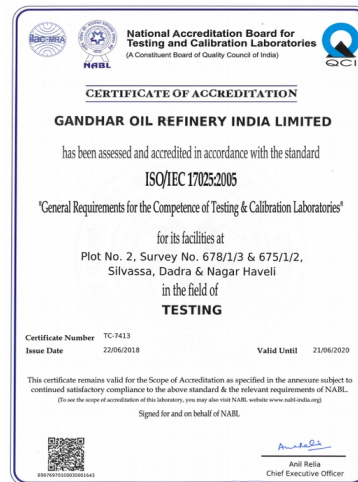 ilac-MRA
NABL
National Accreditation Board for
Testing and Calibration Laboratories
(A Constituent Board of Quality Council of India)
QCI
CERTIFICATE OF ACCREDITATION
GANDHAR OIL REFINERY INDIA LIMITED
has been assessed and accredited in accordance with the standard
ISO/IEC 17025:2005
"General Requirements for the Competence of Testing & Calibration Laboratories"
for its facilities at
Plot No. 2, Survey No. 678/1/3 & 675/1/2,
Silvassa, Dadra & Nagar Haveli
in the field of
TESTING
Certificate Number TC-7413
Issue Date 22/06/2018 Valid Until 21/06/2020
This certificate remains valid for the Scope of Accreditation as specified in the annexure subject to
continued satisfactory compliance to the above standard & the relevant requirements of NABL.
(To see the scope of accreditation of this laboratory, you may also visit NABL website www.nabl-india.org)
Signed for and on behalf of NABL
Anil Relia
Chief Executive Officer